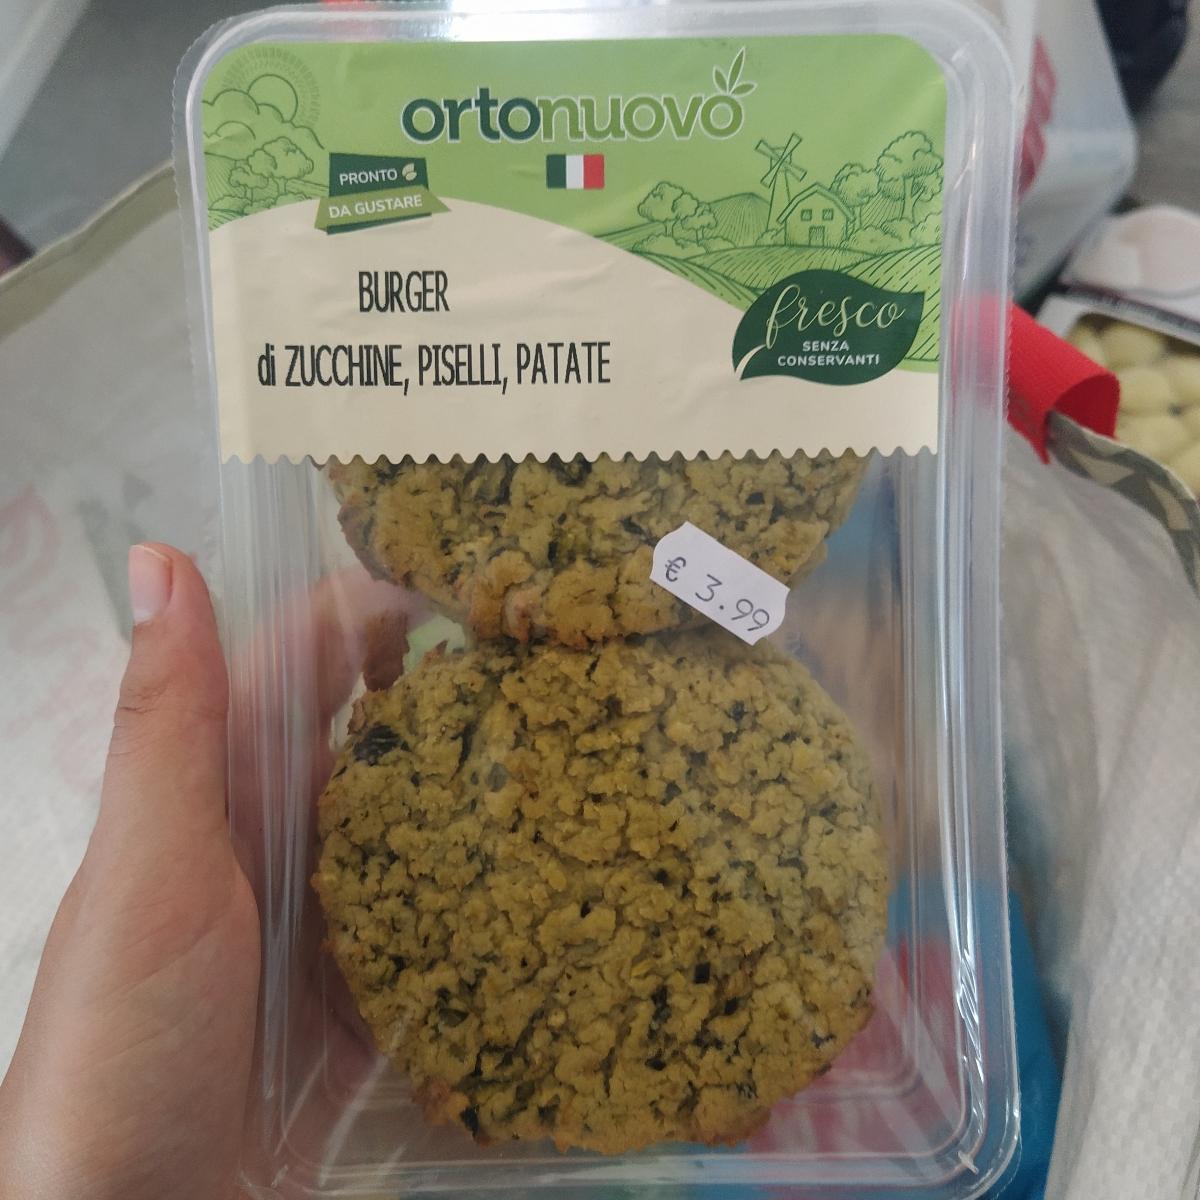 ortonuovo
PRONTO
DA GUSTARE
BURGER
di ZUCCHINE, PISELLI, PATATE
fresco
SENZA
CONSERVANTI
€ 3.99